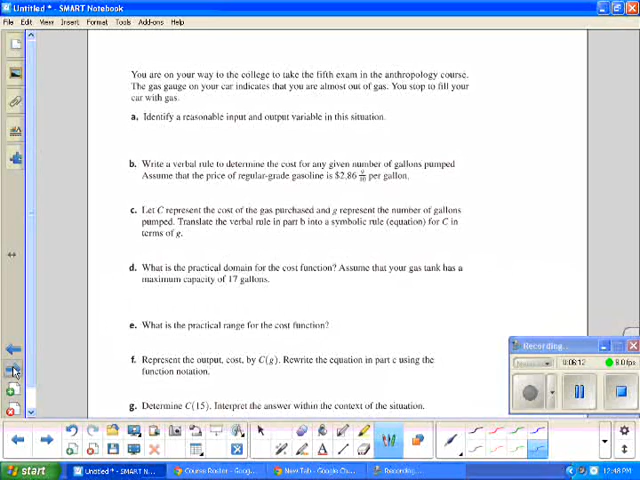 Untitled * - SMART Notebook
File Edit View Insert Format Tools Add-ons Help
You are on your way to the college to take the fifth exam in the anthropology course.
The gas gauge on your car indicates that you are almost out of gas. You stop to fill your
car with gas.
a. Identify a reasonable input and output variable in this situation.
b. Write a verbal rule to determine the cost for any given number of gallons pumped
Assume that the price of regular-grade gasoline is $2.86 9/10 per gallon.
c. Let C represent the cost of the gas purchased and g represent the number of gallons
pumped. Translate the verbal rule in part b into a symbolic rule (equation) for C in
terms of g.
d. What is the practical domain for the cost function? Assume that your gas tank has a
maximum capacity of 17 gallons.
e. What is the practical range for the cost function?
f. Represent the output, cost, by C(g). Rewrite the equation in part c using the
function notation.
g. Determine C(15). Interpret the answer within the context of the situation.
Recording...
0:06:12 8.0 fps
start Untitled * - SMART N... Course Roster - Goog... New Tab - Google Ch... Recording... 12:48 PM